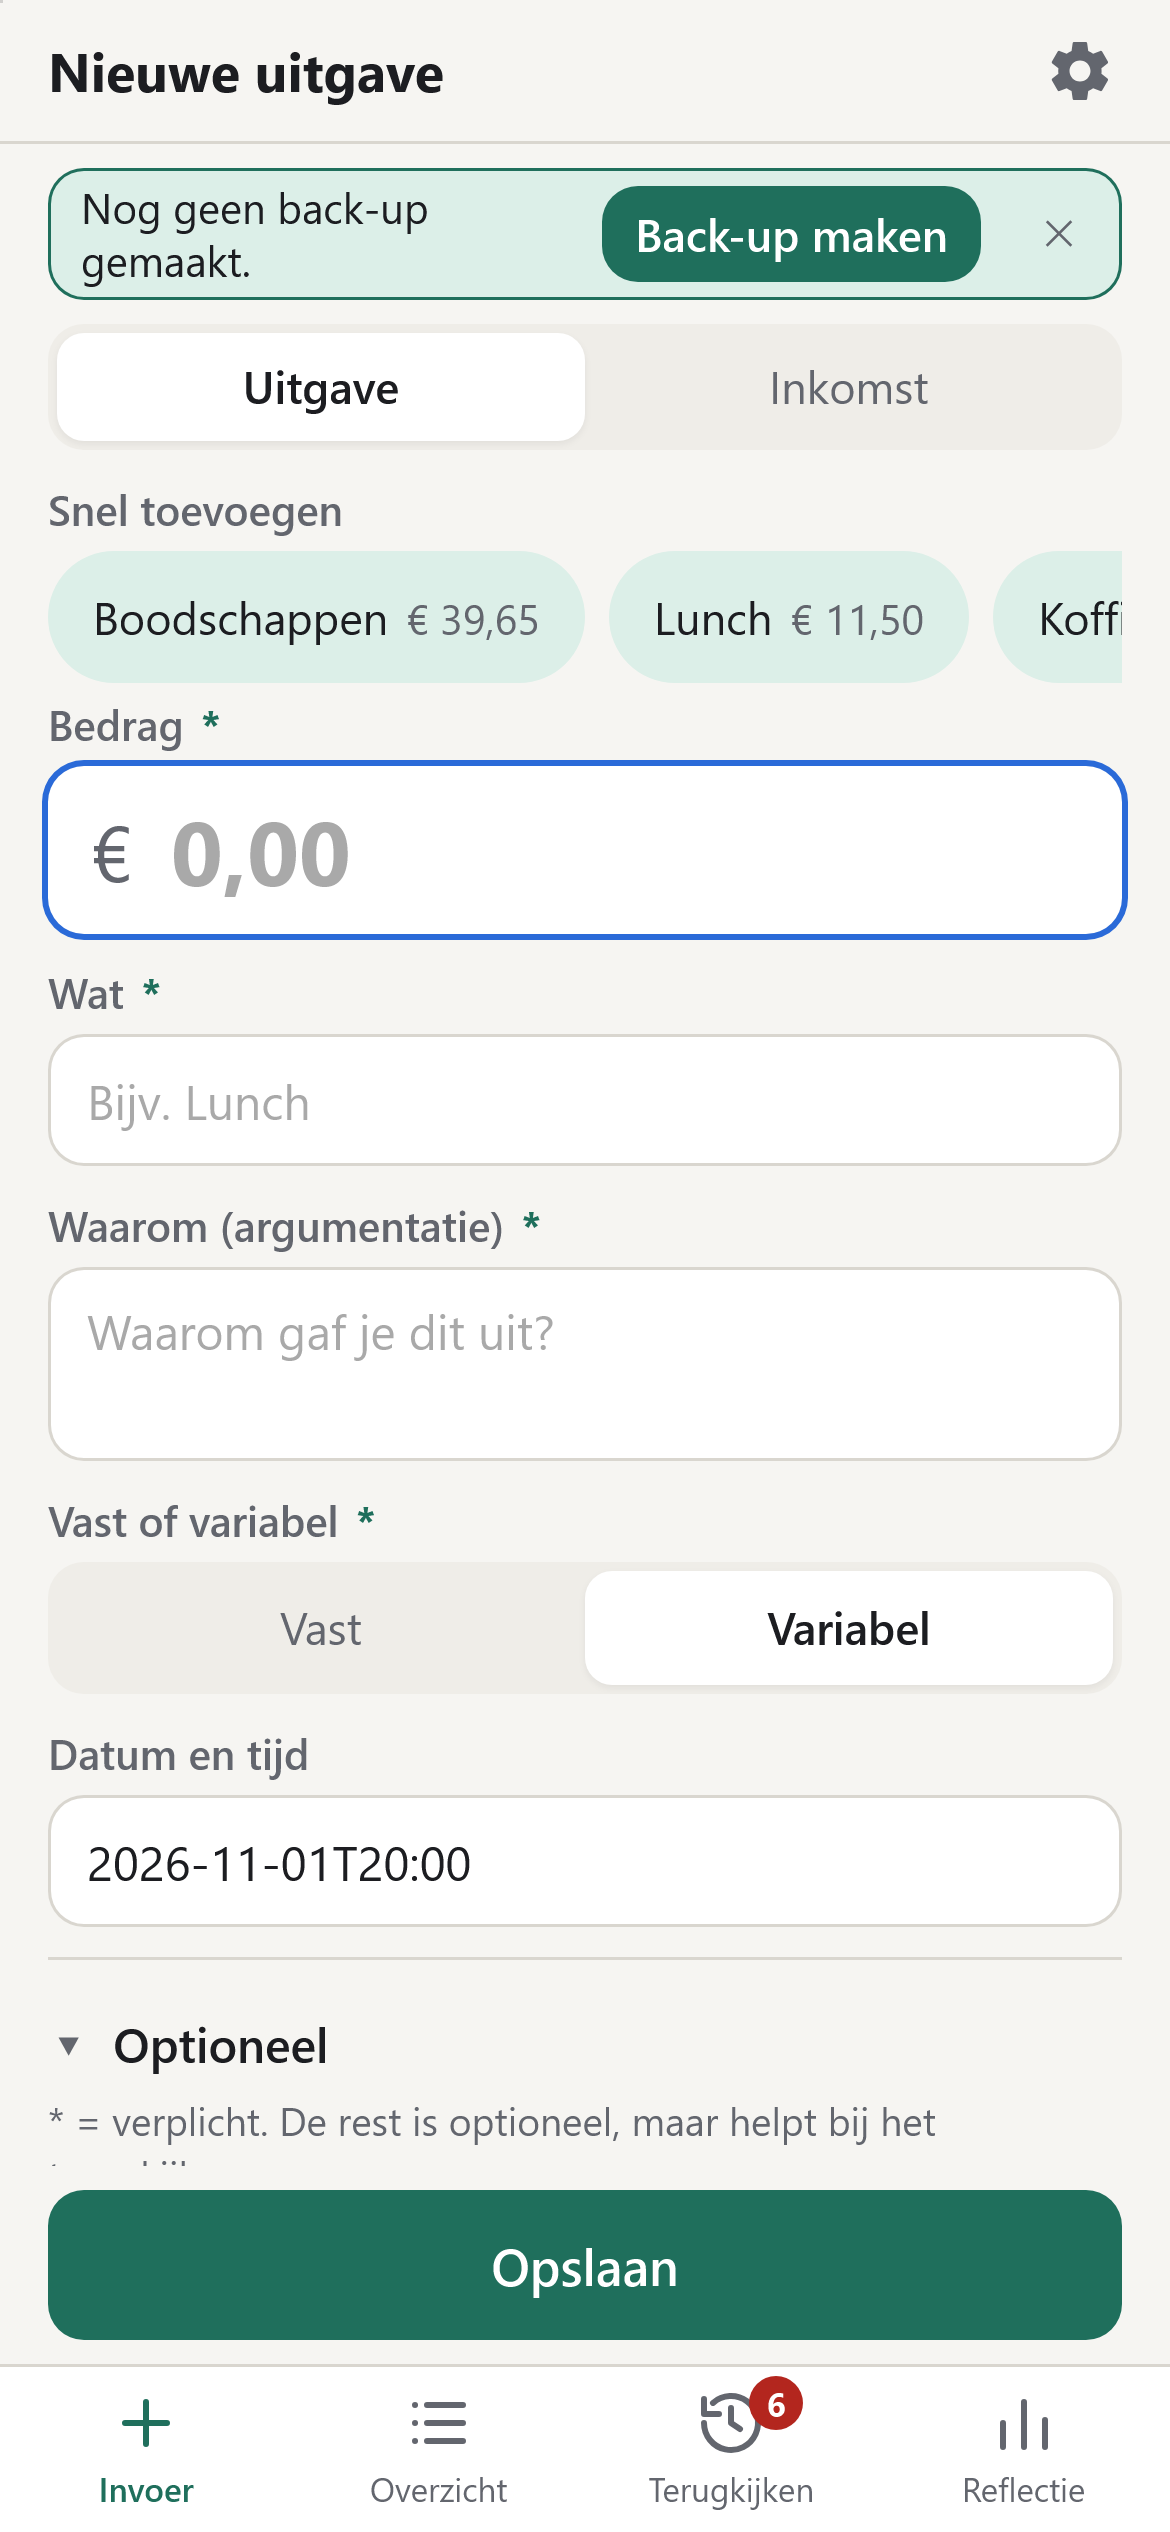 Nieuwe uitgave
Nog geen back-up
gemaakt.
Back-up maken
Uitgave
Inkomst
Snel toevoegen
Boodschappen € 39,65
Lunch € 11,50
Bedrag *
€ 0,00
Wat *
Bijv. Lunch
Waarom (argumentatie) *
Waarom gaf je dit uit?
Vast of variabel *
Vast
Variabel
Datum en tijd
2026-11-01T20:00
▼ Optioneel
* = verplicht. De rest is optioneel, maar helpt bij het
Opslaan
6
Invoer
Overzicht
Terugkijken
Reflectie